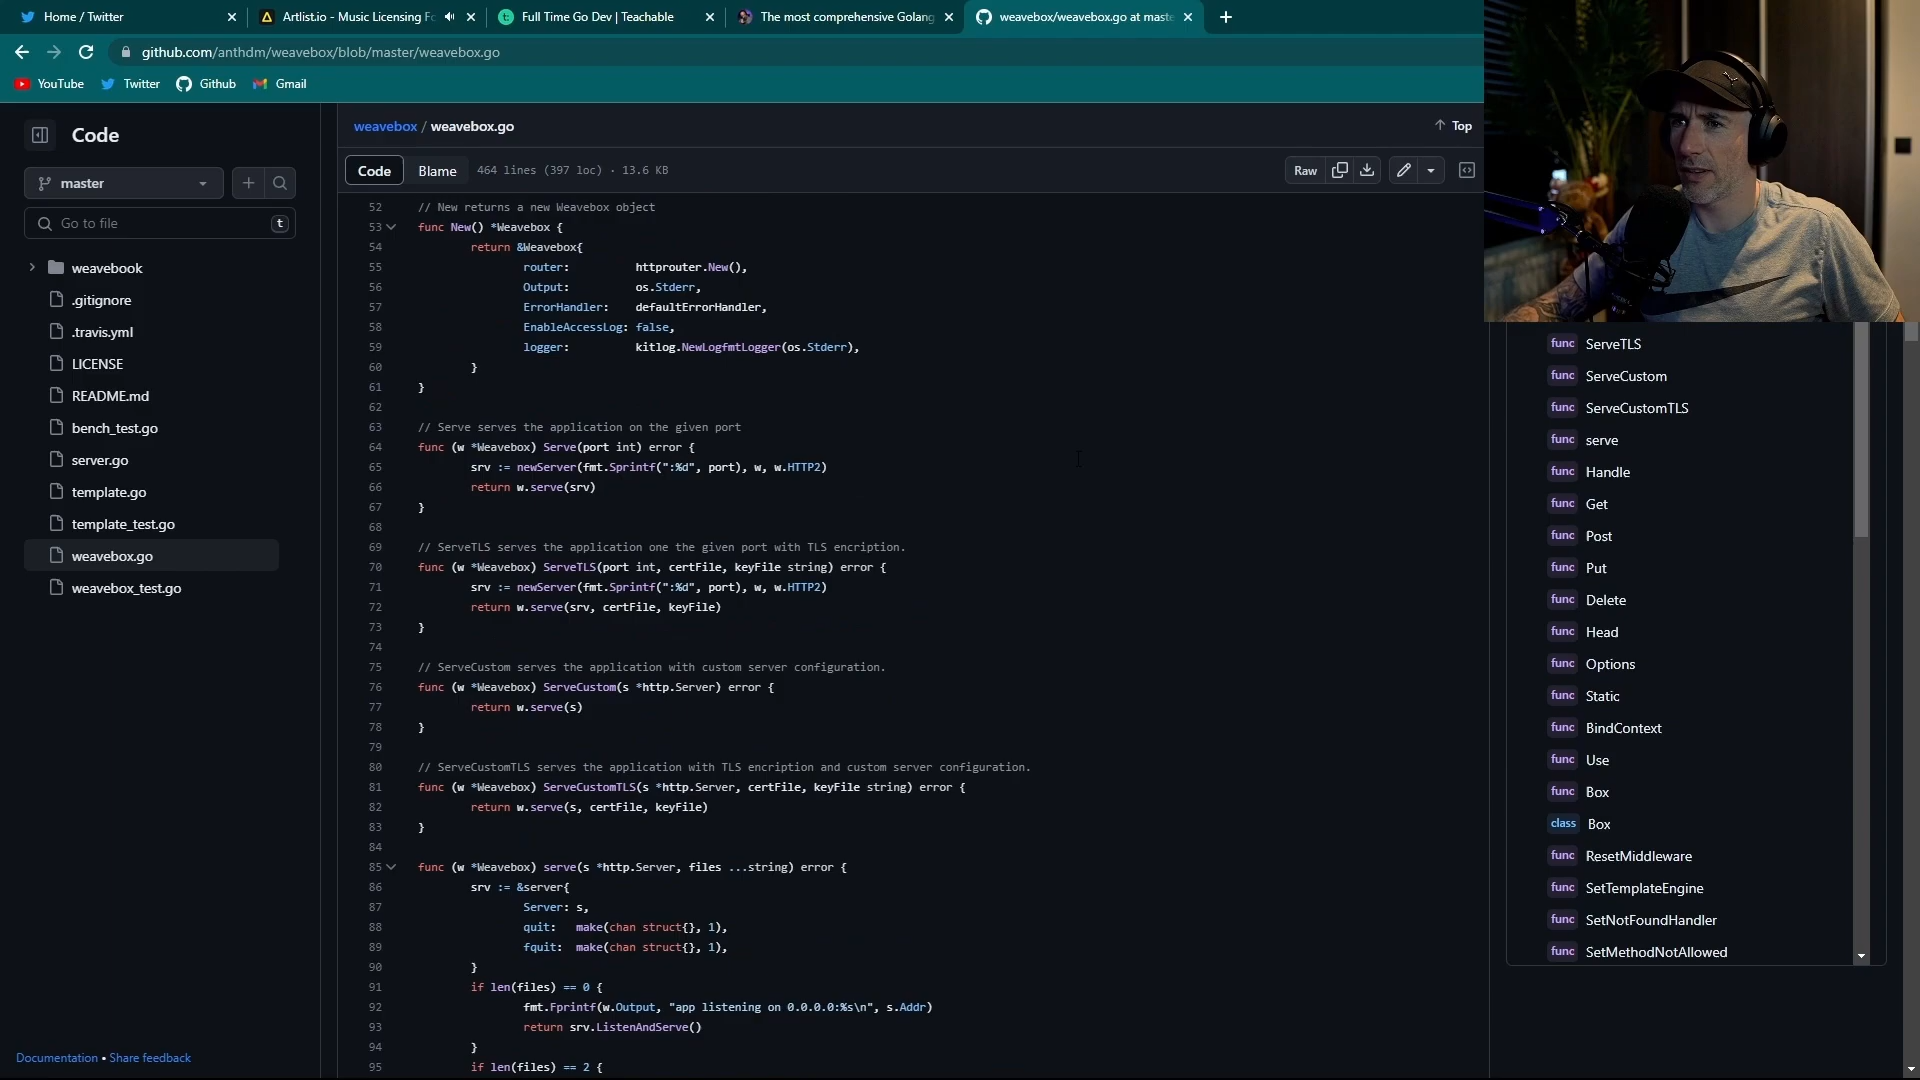 Home / Twitter
Artlist.io - Music Licensing Fo
Full Time Go Dev | Teachable
The most comprehensive Golang
weavebox/weavebox.go at maste
github.com/anthdm/weavebox/blob/master/weavebox.go
YouTube
Twitter
Github
Gmail
Code
master
Go to file
t
weavebook
.gitignore
.travis.yml
LICENSE
README.md
bench_test.go
server.go
template.go
template_test.go
weavebox.go
weavebox_test.go
Documentation • Share feedback
weavebox / weavebox.go
Top
Code
Blame
464 lines (397 loc) · 13.6 KB
Raw
52 // New returns a new Weavebox object
53 func New() *Weavebox {
54 return &Weavebox{
55 router: httprouter.New(),
56 Output: os.Stderr,
57 ErrorHandler: defaultErrorHandler,
58 EnableAccessLog: false,
59 logger: kitlog.NewLogfmtLogger(os.Stderr),
60 }
61 }
62
63 // Serve serves the application on the given port
64 func (w *Weavebox) Serve(port int) error {
65 srv := newServer(fmt.Sprintf(":%d", port), w, w.HTTP2)
66 return w.serve(srv)
67 }
68
69 // ServeTLS serves the application one the given port with TLS encription.
70 func (w *Weavebox) ServeTLS(port int, certFile, keyFile string) error {
71 srv := newServer(fmt.Sprintf(":%d", port), w, w.HTTP2)
72 return w.serve(srv, certFile, keyFile)
73 }
74
75 // ServeCustom serves the application with custom server configuration.
76 func (w *Weavebox) ServeCustom(s *http.Server) error {
77 return w.serve(s)
78 }
79
80 // ServeCustomTLS serves the application with TLS encription and custom server configuration.
81 func (w *Weavebox) ServeCustomTLS(s *http.Server, certFile, keyFile string) error {
82 return w.serve(s, certFile, keyFile)
83 }
84
85 func (w *Weavebox) serve(s *http.Server, files ...string) error {
86 srv := &server{
87 Server: s,
88 quit: make(chan struct{}, 1),
89 fquit: make(chan struct{}, 1),
90 }
91 if len(files) == 0 {
92 fmt.Fprintf(w.Output, "app listening on 0.0.0.0:%s\n", s.Addr)
93 return srv.ListenAndServe()
94 }
95 if len(files) == 2 {
func ServeTLS
func ServeCustom
func ServeCustomTLS
func serve
func Handle
func Get
func Post
func Put
func Delete
func Head
func Options
func Static
func BindContext
func Use
func Box
class Box
func ResetMiddleware
func SetTemplateEngine
func SetNotFoundHandler
func SetMethodNotAllowed